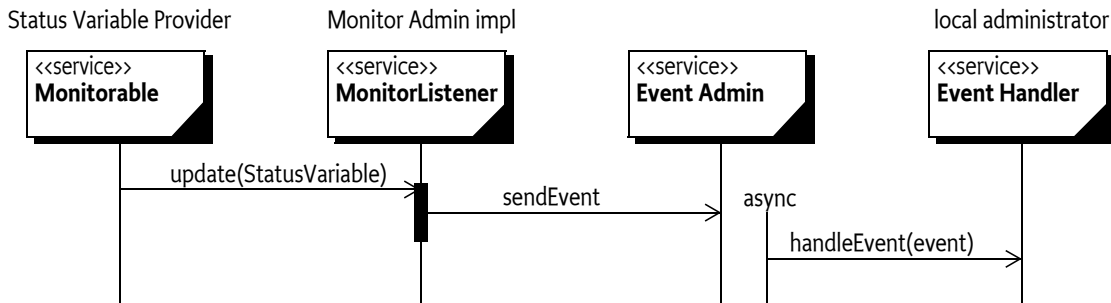 Status Variable Provider
Monitor Admin impl
local administrator
<<service>>
Monitorable
<<service>>
MonitorListener
<<service>>
Event Admin
<<service>>
Event Handler
update(StatusVariable)
sendEvent
async
handleEvent(event)